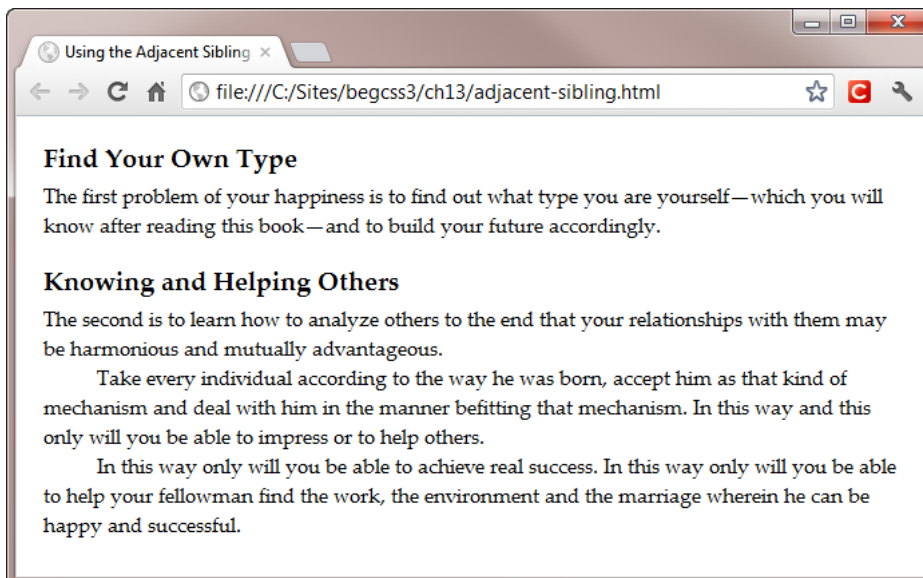 Using the Adjacent Sibling
file:///C:/Sites/begcss3/ch13/adjacent-sibling.html
C
Find Your Own Type
The first problem of your happiness is to find out what type you are yourself—which you will
know after reading this book—and to build your future accordingly.
Knowing and Helping Others
The second is to learn how to analyze others to the end that your relationships with them may
be harmonious and mutually advantageous.
Take every individual according to the way he was born, accept him as that kind of
mechanism and deal with him in the manner befitting that mechanism. In this way and this
only will you be able to impress or to help others.
In this way only will you be able to achieve real success. In this way only will you be able
to help your fellowman find the work, the environment and the marriage wherein he can be
happy and successful.